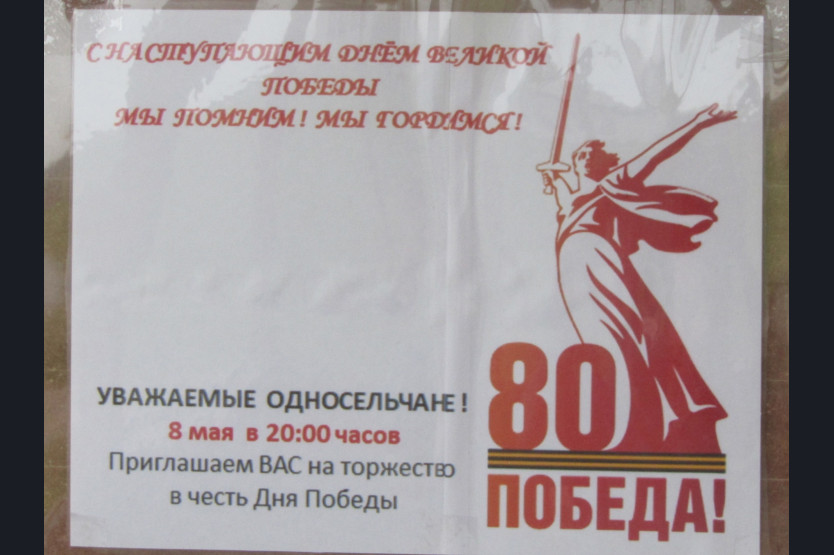 С НАСТУПАЮЩИМ ДНЁМ ВЕЛИКОЙ
ПОБЕДЫ
МЫ ПОМНИМ! МЫ ГОРДИМСЯ!
УВАЖАЕМЫЕ ОДНОСЕЛЬЧАНЕ!
8 мая в 20:00 часов
Приглашаем ВАС на торжество
в честь Дня Победы
80
ПОБЕДА!